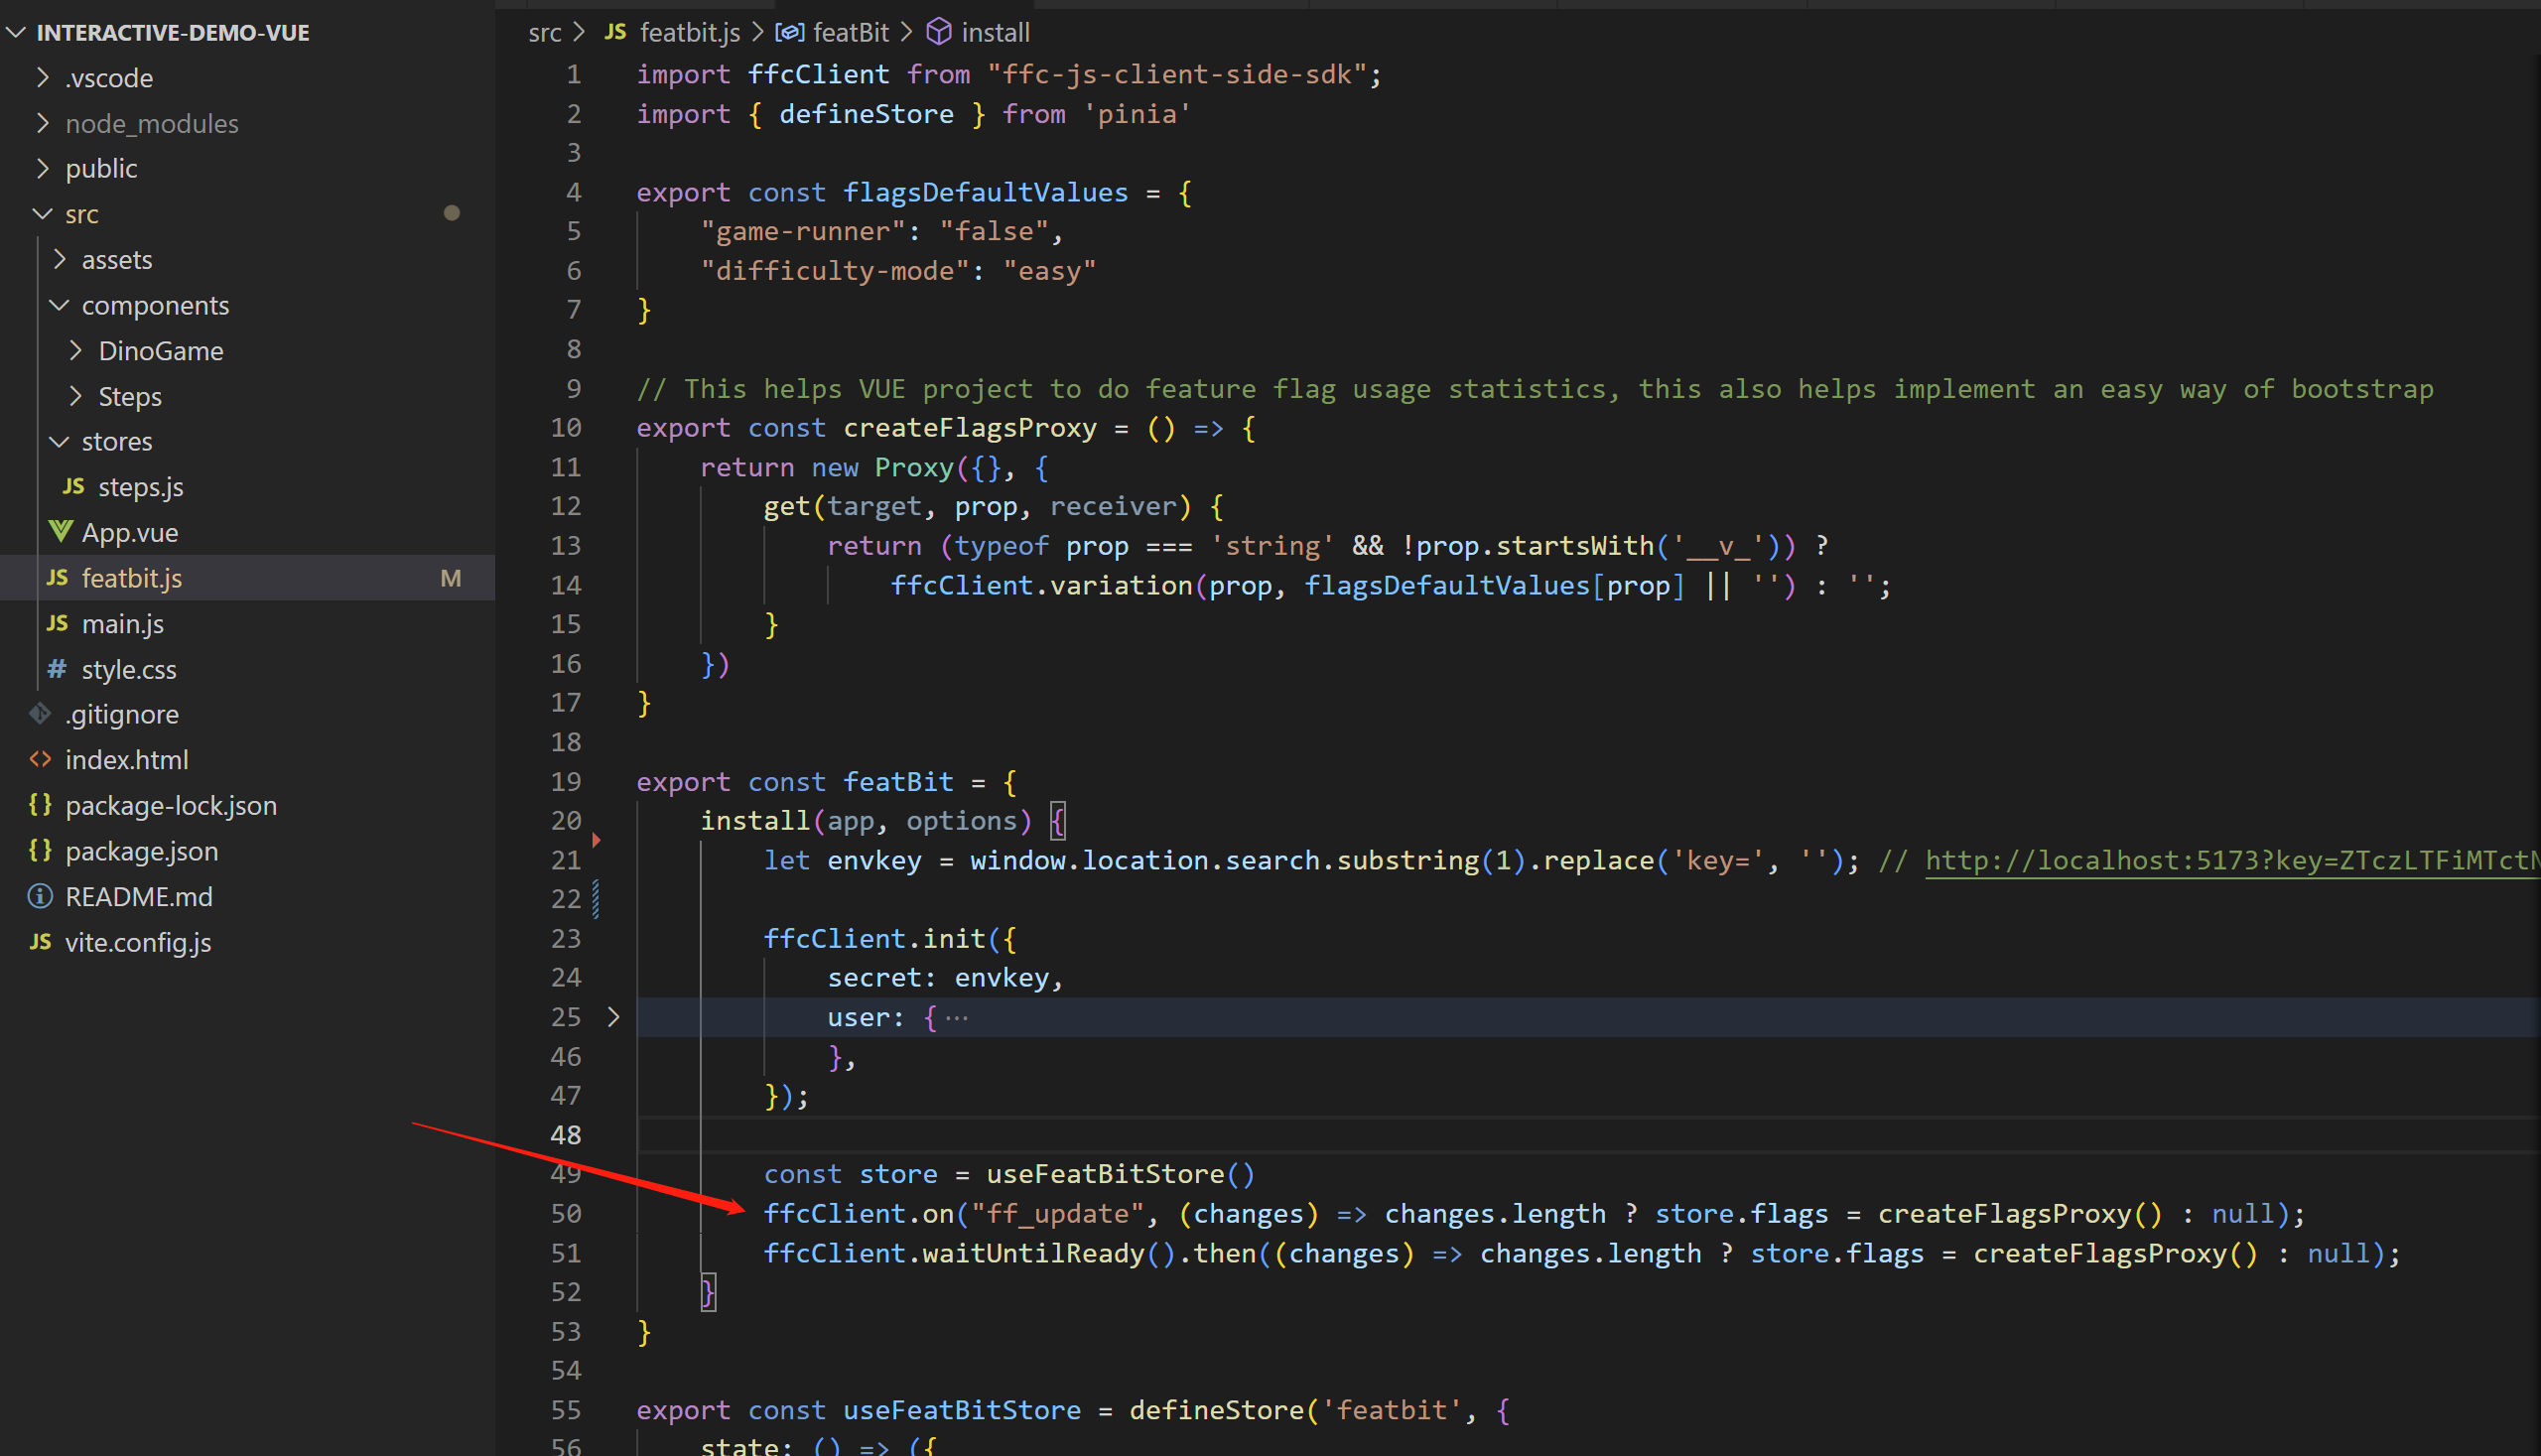 INTERACTIVE-DEMO-VUE
.vscode
node_modules
public
src
assets
components
DinoGame
Steps
stores
JS steps.js
App.vue
JS featbit.js M
JS main.js
# style.css
.gitignore
<> index.html
{} package-lock.json
{} package.json
README.md
JS vite.config.js
src > JS featbit.js > featBit > install
1 import ffcClient from "ffc-js-client-side-sdk";
2 import { defineStore } from 'pinia'
3
4 export const flagsDefaultValues = {
5 "game-runner": "false",
6 "difficulty-mode": "easy"
7 }
8
9 // This helps VUE project to do feature flag usage statistics, this also helps implement an easy way of bootstrap
10 export const createFlagsProxy = () => {
11 return new Proxy({}, {
12 get(target, prop, receiver) {
13 return (typeof prop === 'string' && !prop.startsWith('__v_')) ?
14 ffcClient.variation(prop, flagsDefaultValues[prop] || '') : '';
15 }
16 })
17 }
18
19 export const featBit = {
20 install(app, options) {
21 let envkey = window.location.search.substring(1).replace('key=', ''); // http://localhost:5173?key=ZTczLTFiMTctN
22
23 ffcClient.init({
24 secret: envkey,
25 user: { ···
46 },
47 });
48
49 const store = useFeatBitStore()
50 ffcClient.on("ff_update", (changes) => changes.length ? store.flags = createFlagsProxy() : null);
51 ffcClient.waitUntilReady().then((changes) => changes.length ? store.flags = createFlagsProxy() : null);
52 }
53 }
54
55 export const useFeatBitStore = defineStore('featbit', {
56 state: () => ({